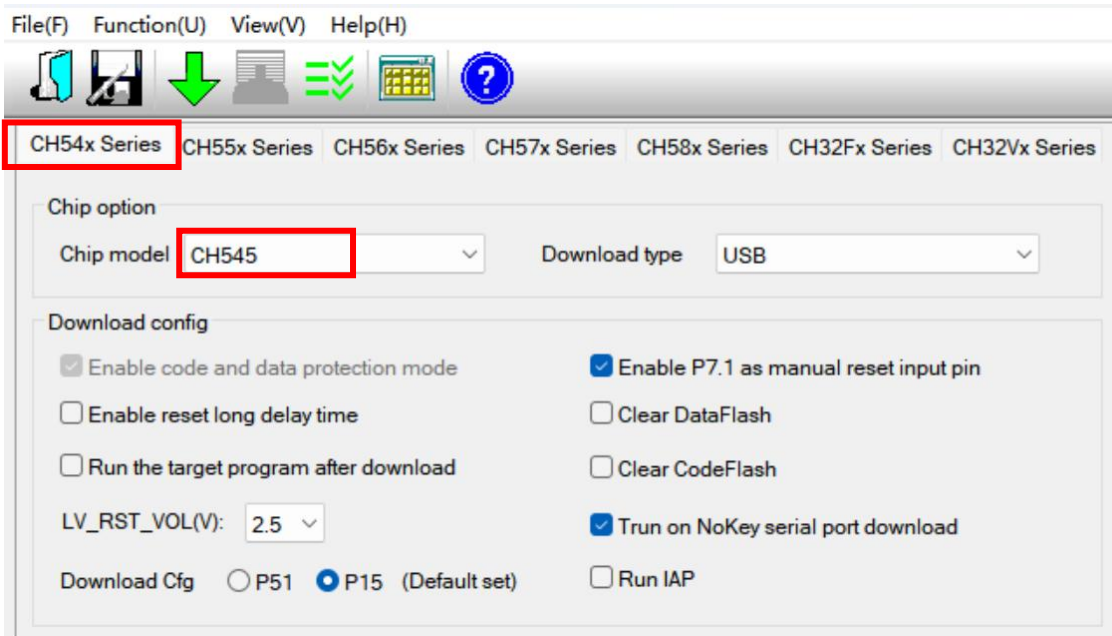 File(F) Function(U) View(V) Help(H)
?
CH54x Series CH55x Series CH56x Series CH57x Series CH58x Series CH32Fx Series CH32Vx Series
Chip option
Chip model CH545 Download type USB
Download config
Enable code and data protection mode Enable P7.1 as manual reset input pin
Enable reset long delay time Clear DataFlash
Run the target program after download Clear CodeFlash
LV_RST_VOL(V): 2.5 Trun on NoKey serial port download
Download Cfg P51 P15 (Default set) Run IAP